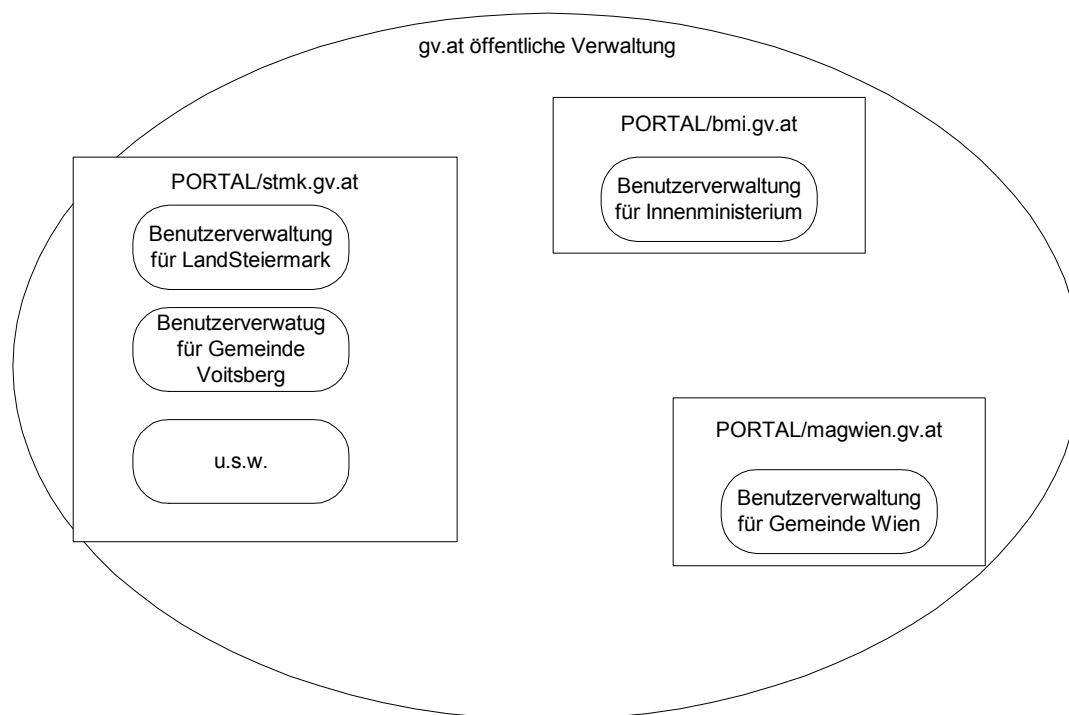 gv.at öffentliche Verwaltung
PORTAL/bmi.gv.at
Benutzerverwaltung
für Innenministerium
PORTAL/stmk.gv.at
Benutzerverwaltung
für LandSteiermark
Benutzerverwatug
für Gemeinde
Voitsberg
u.s.w.
PORTAL/magwien.gv.at
Benutzerverwaltung
für Gemeinde Wien